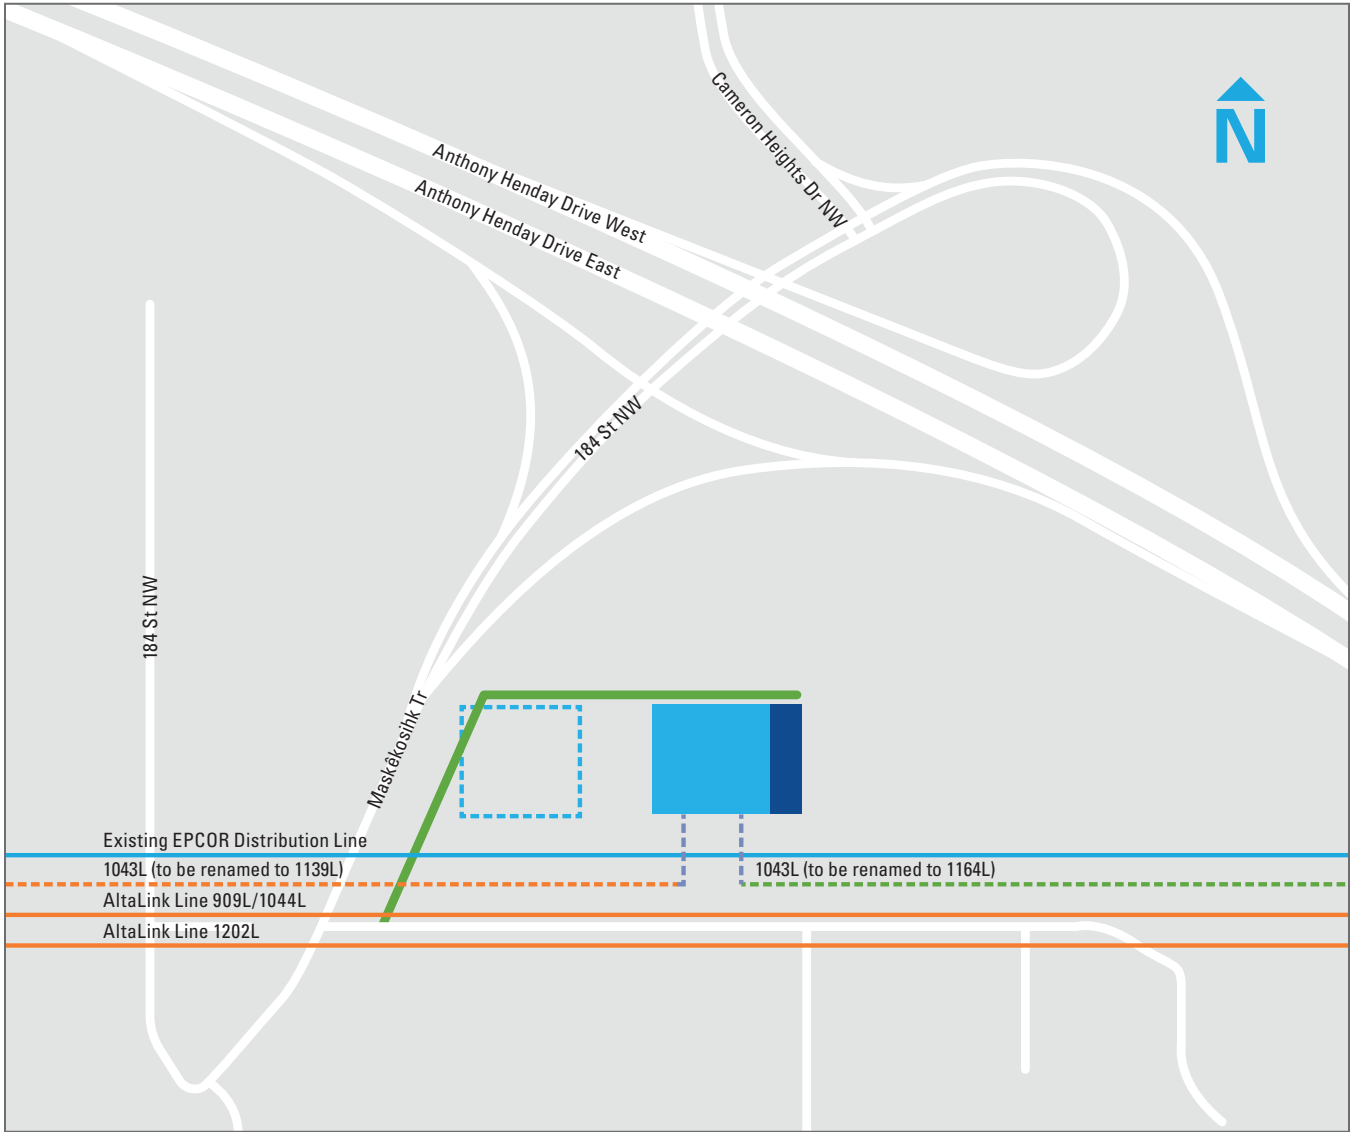 Cameron Heights Dr NW
N
Anthony Henday Drive West
Anthony Henday Drive East
184 St NW
184 St NW
Maskêkosihk Tr
Existing EPCOR Distribution Line
1043L (to be renamed to 1139L)
1043L (to be renamed to 1164L)
AltaLink Line 909L/1044L
AltaLink Line 1202L